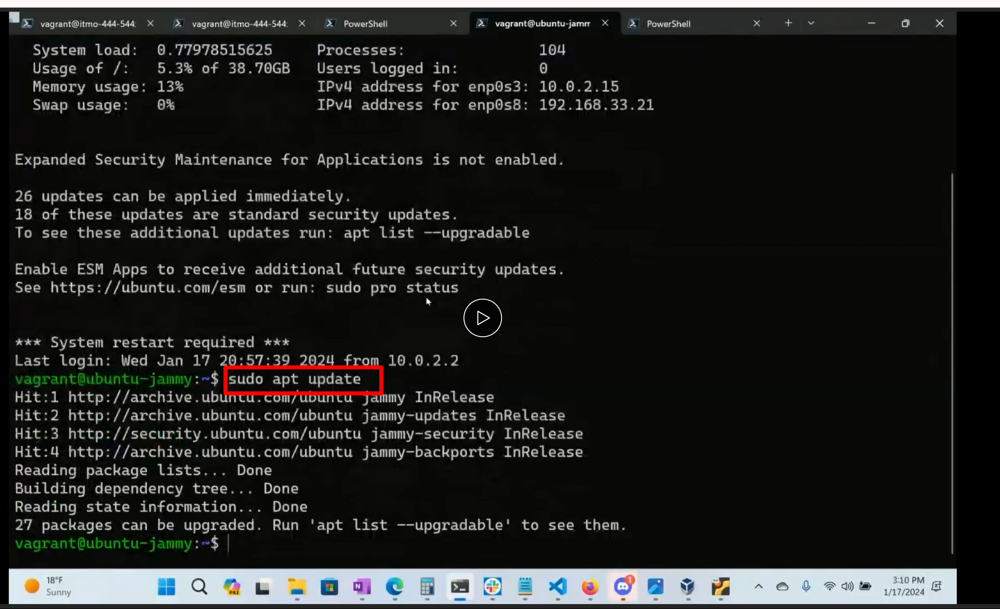 vagrant@itmo-444-544:
vagrant@itmo-444-544:
PowerShell
vagrant@ubuntu-jamm
PowerShell
System load: 0.77978515625 Processes: 104
Usage of /: 5.3% of 38.70GB Users logged in: 0
Memory usage: 13% IPv4 address for enp0s3: 10.0.2.15
Swap usage: 0% IPv4 address for enp0s8: 192.168.33.21
Expanded Security Maintenance for Applications is not enabled.
26 updates can be applied immediately.
18 of these updates are standard security updates.
To see these additional updates run: apt list --upgradable
Enable ESM Apps to receive additional future security updates.
See https://ubuntu.com/esm or run: sudo pro status
*** System restart required ***
Last login: Wed Jan 17 20:57:39 2024 from 10.0.2.2
vagrant@ubuntu-jammy:~$ sudo apt update
Hit:1 http://archive.ubuntu.com/ubuntu jammy InRelease
Hit:2 http://archive.ubuntu.com/ubuntu jammy-updates InRelease
Hit:3 http://security.ubuntu.com/ubuntu jammy-security InRelease
Hit:4 http://archive.ubuntu.com/ubuntu jammy-backports InRelease
Reading package lists... Done
Building dependency tree... Done
Reading state information... Done
27 packages can be upgraded. Run 'apt list --upgradable' to see them.
vagrant@ubuntu-jammy:~$
18°F
Sunny
PRE
N
1
64
3:10 PM
1/17/2024